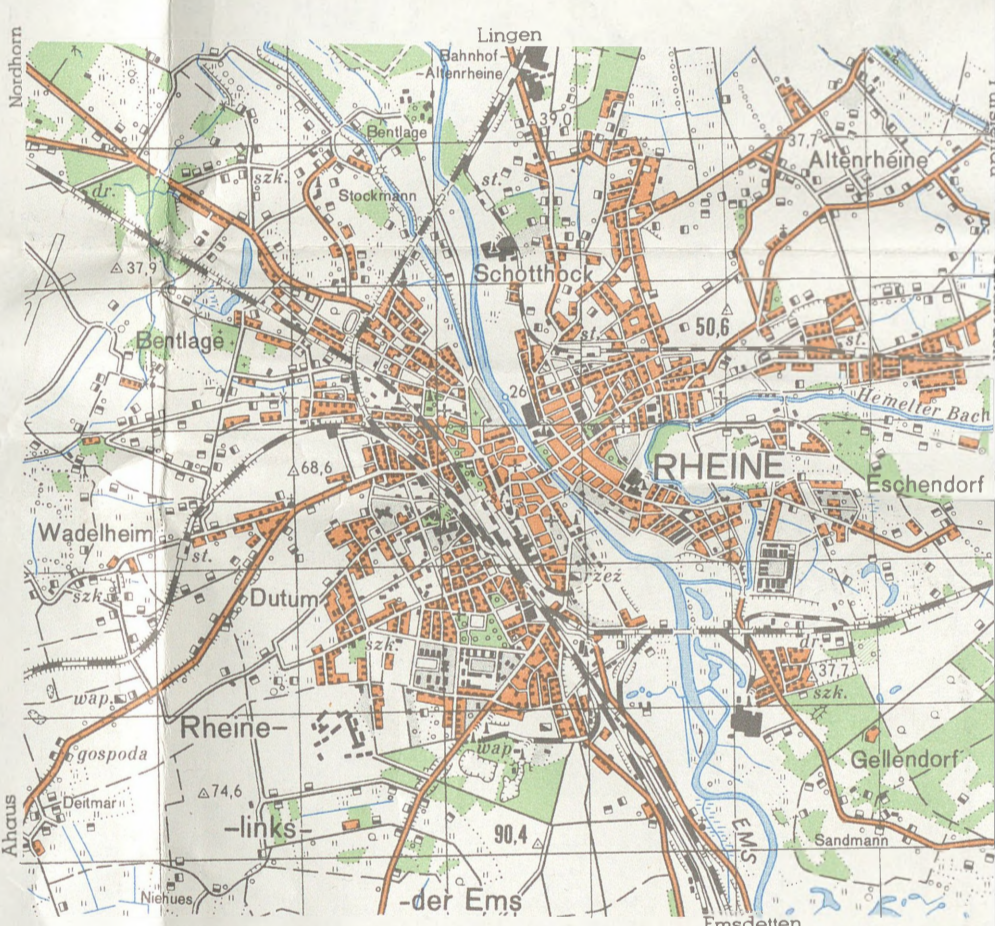 Lingen
Nordhorn
Bahnhof-
-Altenrheine
39,0
Bentlage
37,7
Altenrheine
szk.
st.
dr.
Stockmann
37,9
Schotthock
50,6
st.
st.
Bentlage
26
Hemelter Bach
68,6
RHEINE
Eschendorf
Wadelheim
st.
rzeź
szk.
Dutum
szk.
37,7
szk.
wap.
Rheine-
gospoda
wap.
Gellendorf
74,6
Deitmar
-links-
90,4
EMS
Sandmann
Ahaus
Niehues
-der Ems
Emsdetten